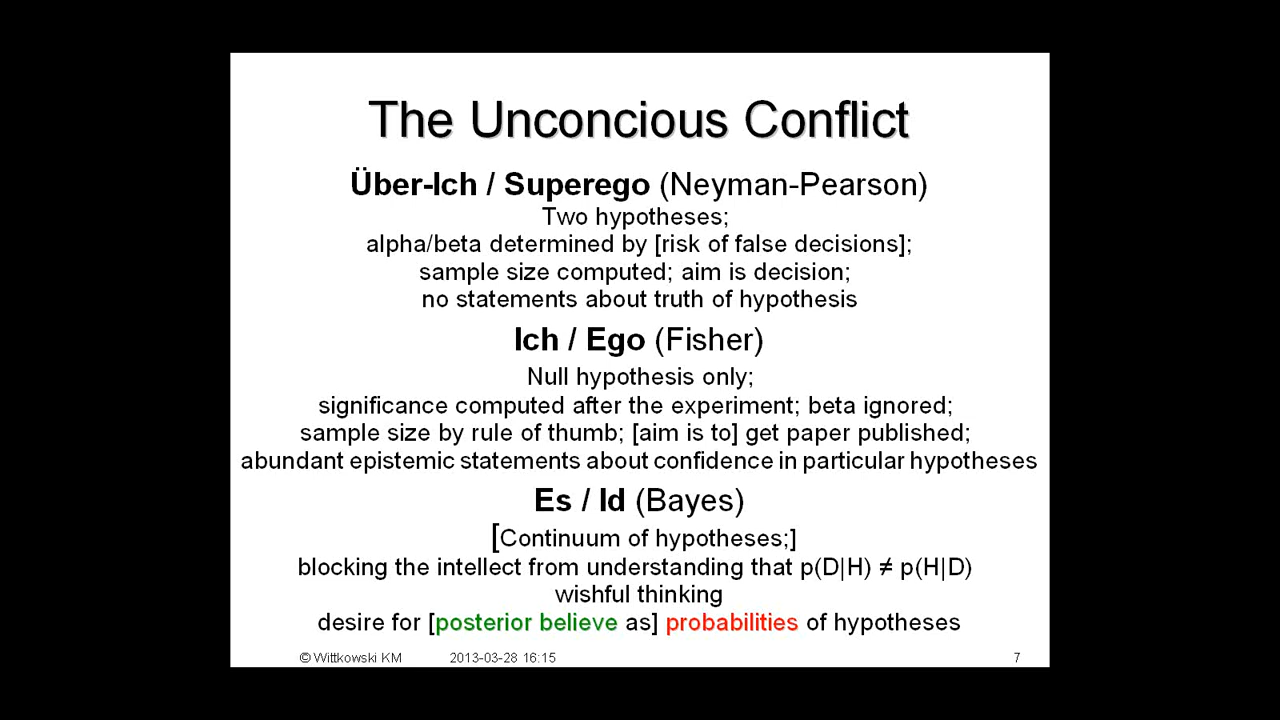 The Unconcious Conflict
Über-Ich / Superego (Neyman-Pearson)
Two hypotheses;
alpha/beta determined by [risk of false decisions];
sample size computed; aim is decision;
no statements about truth of hypothesis
Ich / Ego (Fisher)
Null hypothesis only;
significance computed after the experiment; beta ignored;
sample size by rule of thumb; [aim is to] get paper published;
abundant epistemic statements about confidence in particular hypotheses
Es / Id (Bayes)
[Continuum of hypotheses;]
blocking the intellect from understanding that p(D|H) ≠ p(H|D)
wishful thinking
desire for [posterior believe as] probabilities of hypotheses
© Wittkowski KM 2013-03-28 16:15 7